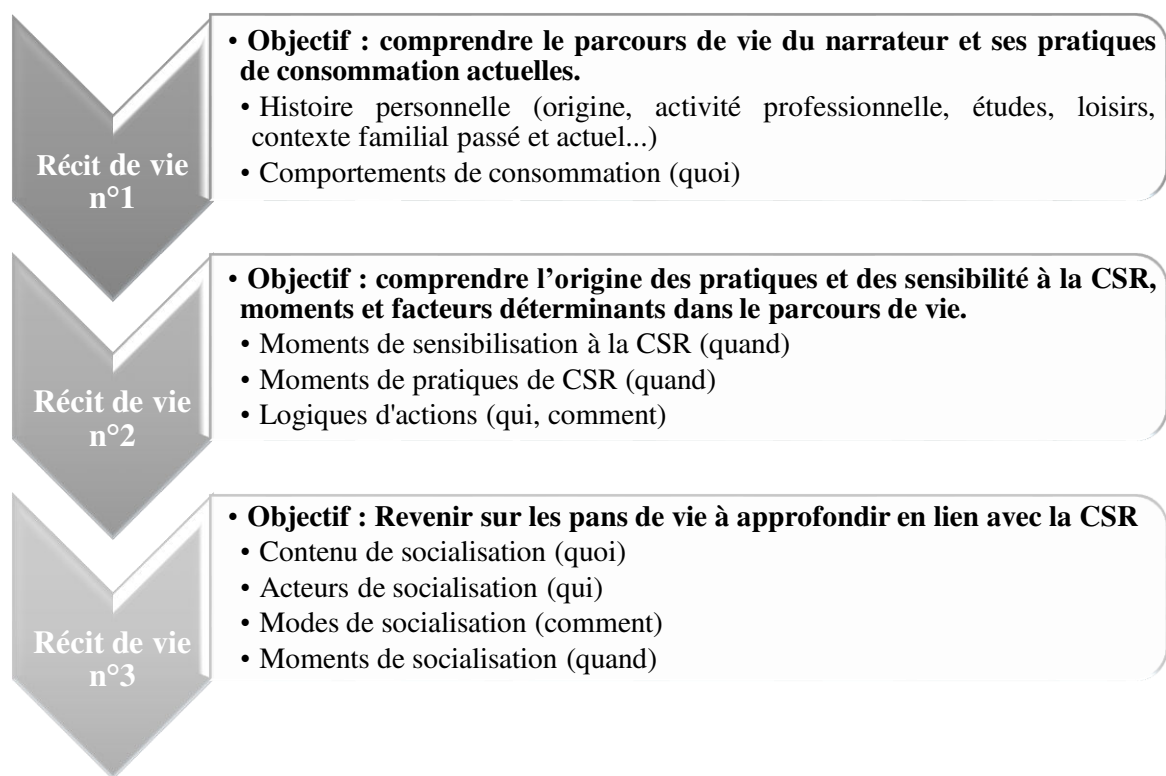 Récit de vie
n°1
• Objectif : comprendre le parcours de vie du narrateur et ses pratiques
de consommation actuelles.
• Histoire personnelle (origine, activité professionnelle, études, loisirs,
contexte familial passé et actuel...)
• Comportements de consommation (quoi)
Récit de vie
n°2
• Objectif : comprendre l’origine des pratiques et des sensibilité à la CSR,
moments et facteurs déterminants dans le parcours de vie.
• Moments de sensibilisation à la CSR (quand)
• Moments de pratiques de CSR (quand)
• Logiques d'actions (qui, comment)
Récit de vie
n°3
• Objectif : Revenir sur les pans de vie à approfondir en lien avec la CSR
• Contenu de socialisation (quoi)
• Acteurs de socialisation (qui)
• Modes de socialisation (comment)
• Moments de socialisation (quand)